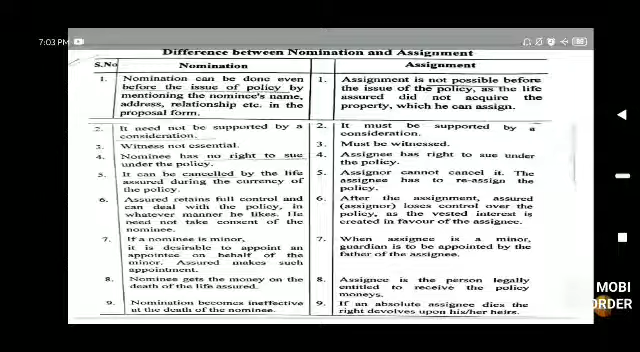 7:03 PM
88
Difference between Nomination and Assignment
S.No
Nomination
Assignment
1.
Nomination can be done even
before the issue of policy by
mentioning the nominee's name,
address, relationship etc. in the
proposal form.
1.
Assignment is not possible before
the issue of the policy, as the life
assured did not acquire the
property, which he can assign.
2.
It need not be supported by a
consideration.
2.
It must be supported by a
consideration.
3.
Witness not essential.
3.
Must be witnessed.
4.
Nominee has no right to sue
under the policy.
4.
Assignee has right to sue under
the policy.
5.
It can be cancelled by the life
assured during the currency of
the policy.
5.
Assignor cannot cancel it. The
assignee has to re-assign the
policy.
6.
Assured retains full control and
can deal with the policy, in
whatever manner he likes. He
need not take consent of the
nominee.
6.
After the assignment, assured
(assignor) loses control over the
policy, as the vested interest is
created in favour of the assignee.
7.
If a nominee is minor,
it is desirable to appoint an
appointee on behalf of the
minor. Assured makes such
appointment.
7.
When assignee is a minor,
guardian is to be appointed by the
father of the assignee.
8.
Nominee gets the money on the
death of the life assured.
8.
Assignee is the person legally
entitled to receive the policy
moneys.
9.
Nomination becomes ineffective
at the death of the nominee.
9.
If an absolute assignee dies the
right devolves upon his/her heirs.
MOBI
ORDER